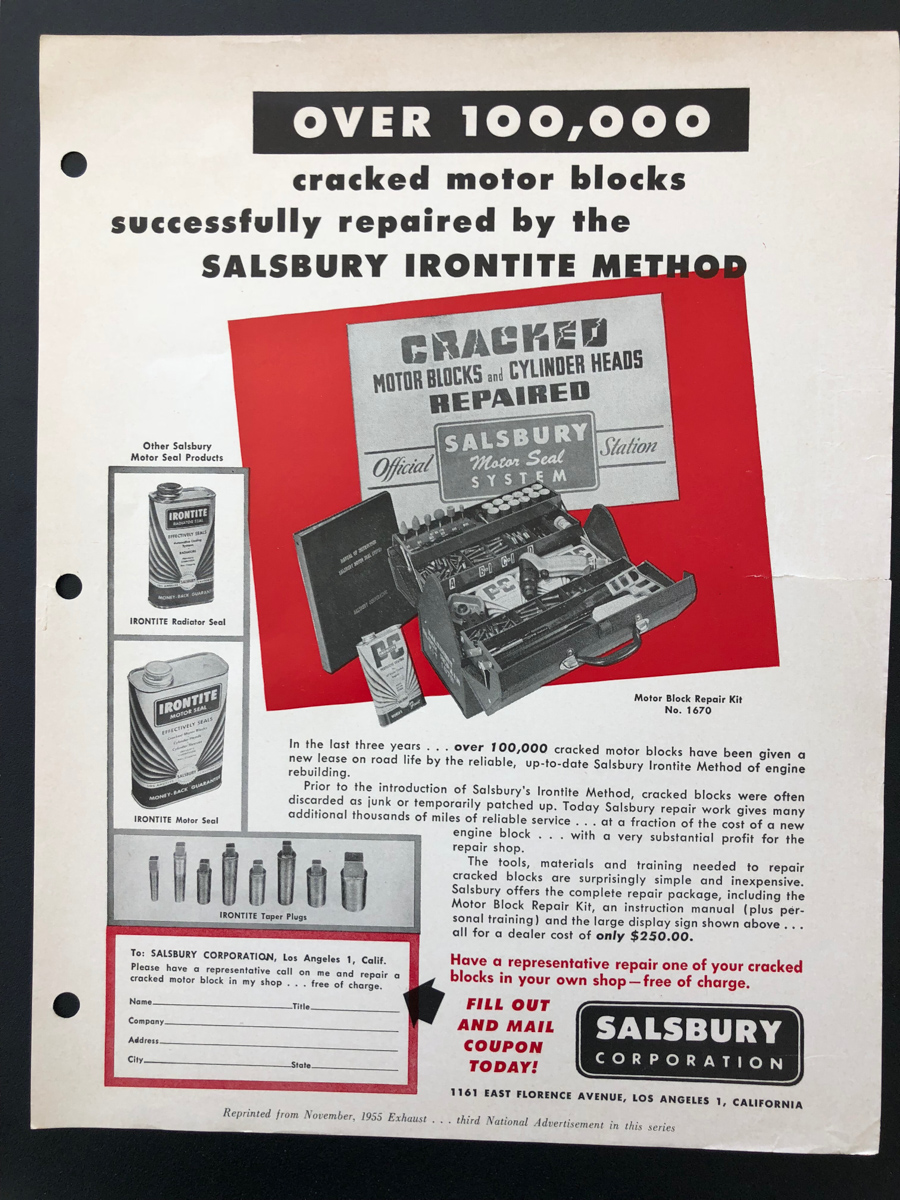 OVER 100,000
cracked motor blocks
successfully repaired by the
SALSBURY IRONTITE METHOD
CRACKED
MOTOR BLOCKS and CYLINDER HEADS
REPAIRED
Official
SALSBURY
Motor Seal
SYSTEM
Station
Other Salsbury
Motor Seal Products
IRONTITE
RADIATOR SEAL
EFFECTIVELY SEALS
MONEY-BACK GUARANTEE
IRONTITE Radiator Seal
IRONTITE
MOTOR SEAL
EFFECTIVELY SEALS
Cracked Motor Blocks
Cylinder Heads
SALSBURY
MONEY-BACK GUARANTEE
IRONTITE Motor Seal
IRONTITE Taper Plugs
Motor Block Repair Kit
No. 1670
In the last three years . . . over 100,000 cracked motor blocks have been given a
new lease on road life by the reliable, up-to-date Salsbury Irontite Method of engine
rebuilding.
Prior to the introduction of Salsbury's Irontite Method, cracked blocks were often
discarded as junk or temporarily patched up. Today Salsbury repair work gives many
additional thousands of miles of reliable service . . . at a fraction of the cost of a new
engine block . . . with a very substantial profit for the
repair shop.
The tools, materials and training needed to repair
cracked blocks are surprisingly simple and inexpensive.
Salsbury offers the complete repair package, including the
Motor Block Repair Kit, an instruction manual (plus per-
sonal training) and the large display sign shown above . . .
all for a dealer cost of only $250.00.
Have a representative repair one of your cracked
blocks in your own shop—free of charge.
To: SALSBURY CORPORATION, Los Angeles 1, Calif.
Please have a representative call on me and repair a
cracked motor block in my shop . . . free of charge.
Name Title
Company
Address
City State
FILL OUT
AND MAIL
COUPON
TODAY!
SALSBURY
CORPORATION
1161 EAST FLORENCE AVENUE, LOS ANGELES 1, CALIFORNIA
Reprinted from November, 1955 Exhaust . . . third National Advertisement in this series